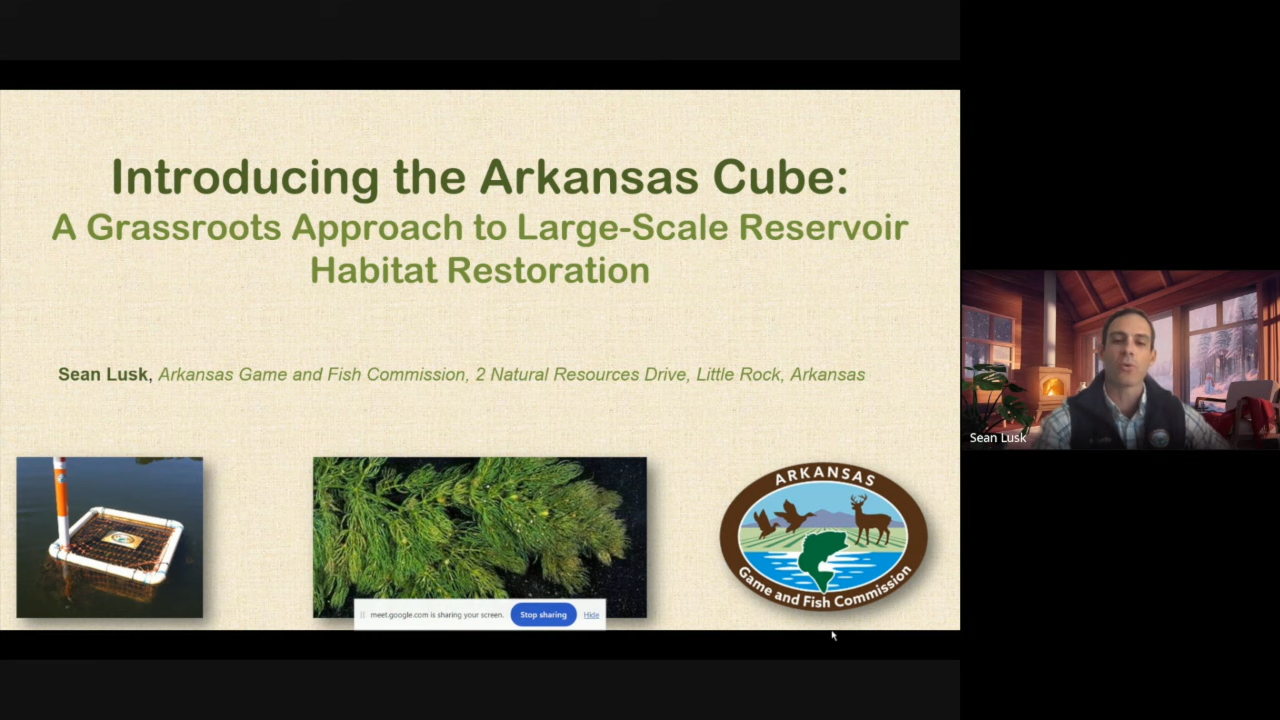 Introducing the Arkansas Cube:
A Grassroots Approach to Large-Scale Reservoir
Habitat Restoration
Sean Lusk, Arkansas Game and Fish Commission, 2 Natural Resources Drive, Little Rock, Arkansas
ARKANSAS
Game and Fish Commission
meet.google.com is sharing your screen.
Stop sharing
Hide
Sean Lusk